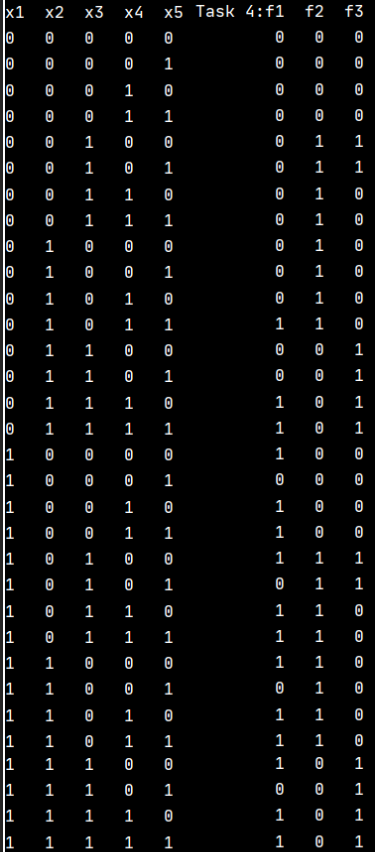 x1 x2 x3 x4 x5 Task 4:f1 f2 f3
0 0 0 0 0 0 0 0
0 0 0 0 1 0 0 0
0 0 0 1 0 0 0 0
0 0 0 1 1 0 0 0
0 0 1 0 0 0 1 1
0 0 1 0 1 0 1 1
0 0 1 1 0 0 1 0
0 0 1 1 1 0 1 0
0 1 0 0 0 0 1 0
0 1 0 0 1 0 1 0
0 1 0 1 0 0 1 0
0 1 0 1 1 1 1 0
0 1 1 0 0 0 0 1
0 1 1 0 1 0 0 1
0 1 1 1 0 1 0 1
0 1 1 1 1 1 0 1
1 0 0 0 0 1 0 0
1 0 0 0 1 0 0 0
1 0 0 1 0 1 0 0
1 0 0 1 1 1 0 0
1 0 1 0 0 1 1 1
1 0 1 0 1 0 1 1
1 0 1 1 0 1 1 0
1 0 1 1 1 1 1 0
1 1 0 0 0 1 1 0
1 1 0 0 1 0 1 0
1 1 0 1 0 1 1 0
1 1 0 1 1 1 1 0
1 1 1 0 0 1 0 1
1 1 1 0 1 0 0 1
1 1 1 1 0 1 0 1
1 1 1 1 1 1 0 1